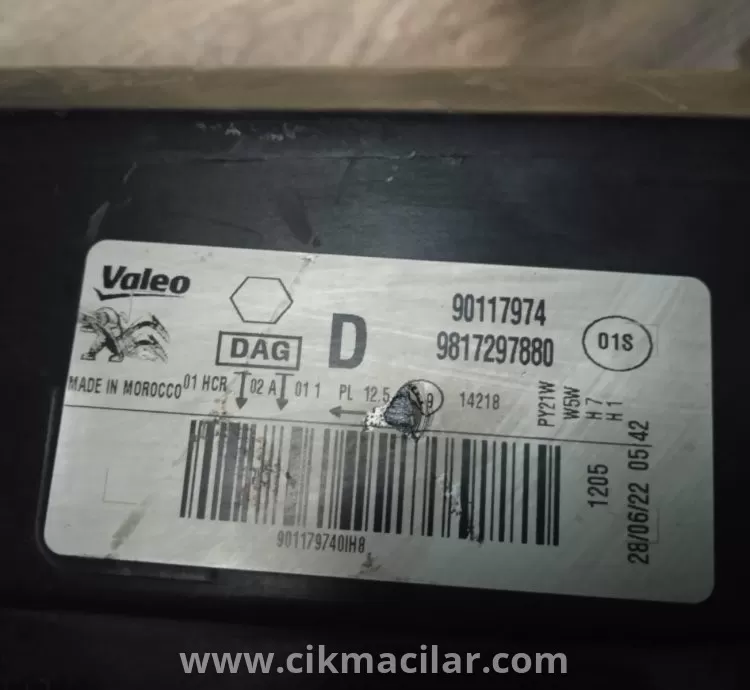 Valeo
90117974
DAG
D
9817297880
01S
MADE IN MOROCCO
01 HCR 02 A 01 1 PL 12.5
9
14218
PY21W
W5W
H7
H1
1205
28/06/22 05 42
www.cikmacilar.com